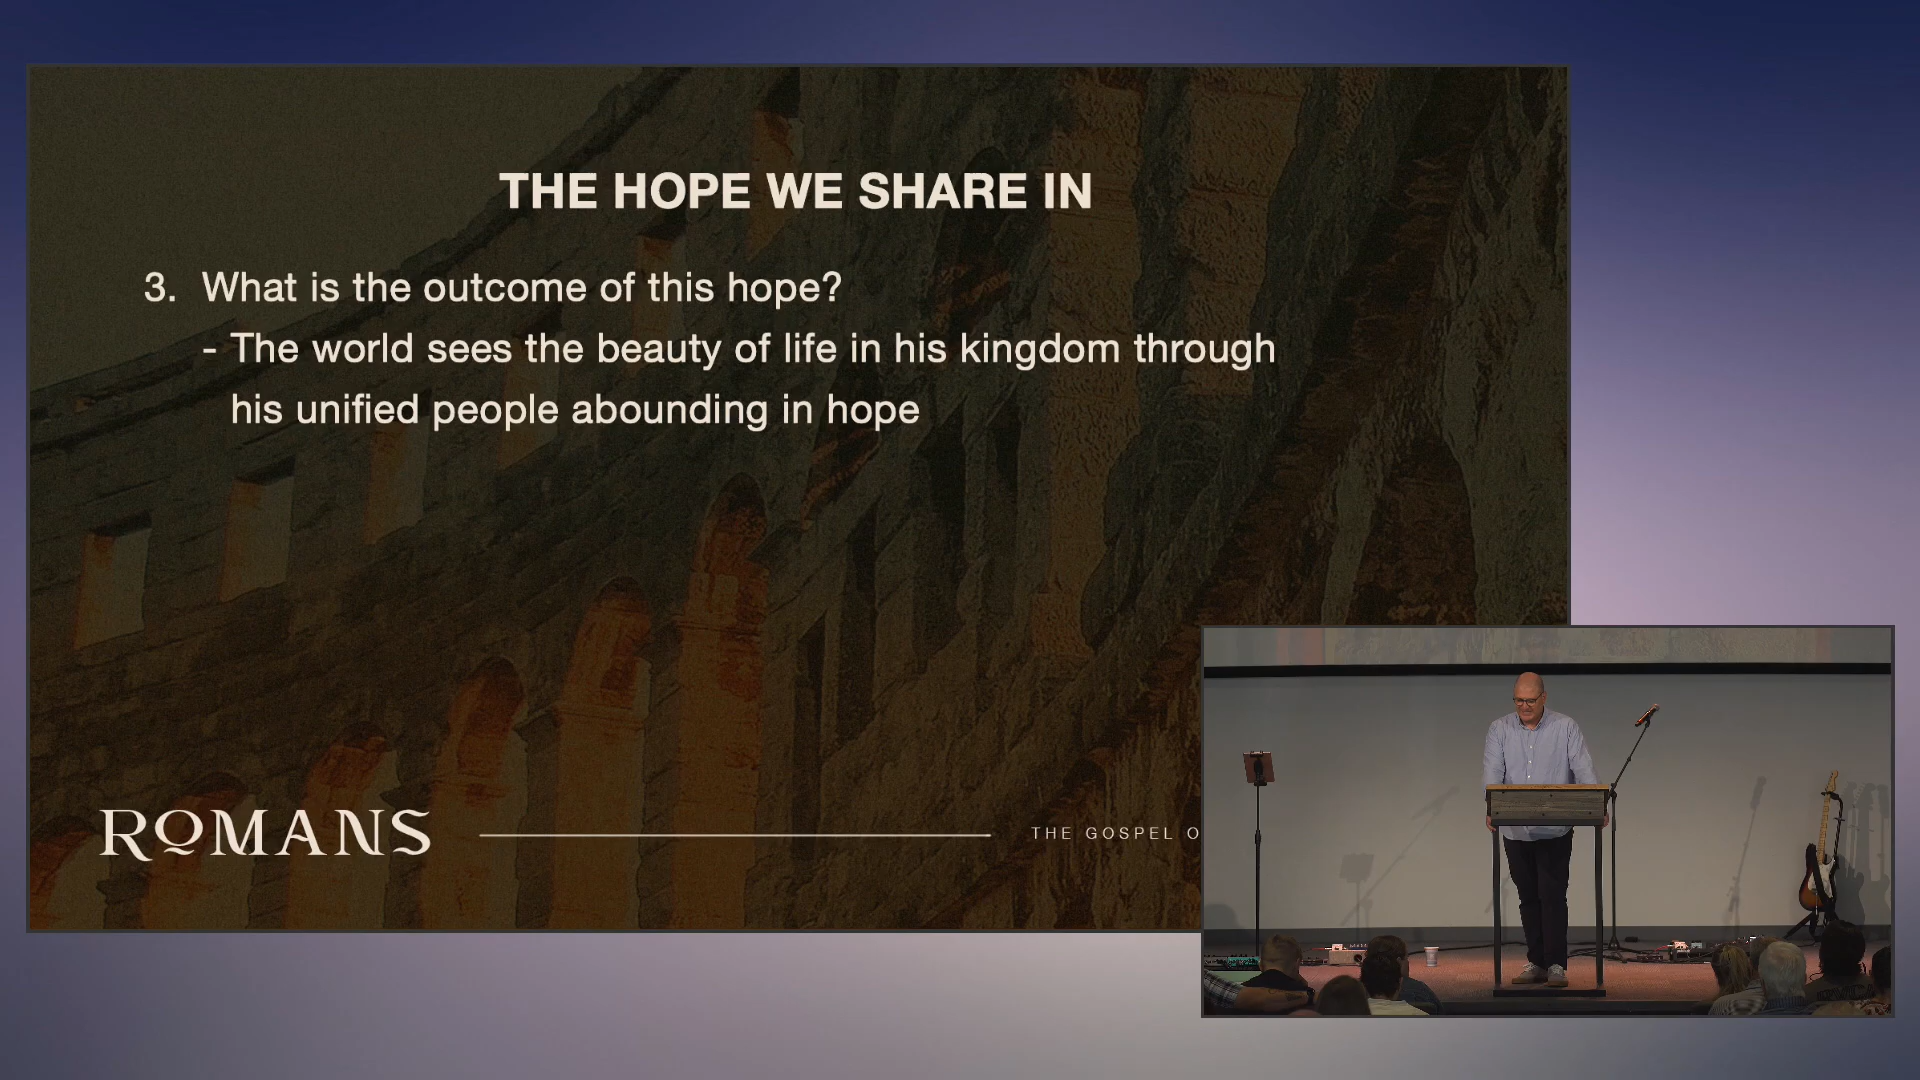 THE HOPE WE SHARE IN
3. What is the outcome of this hope?
- The world sees the beauty of life in his kingdom through
his unified people abounding in hope
ROMANS
THE GOSPEL